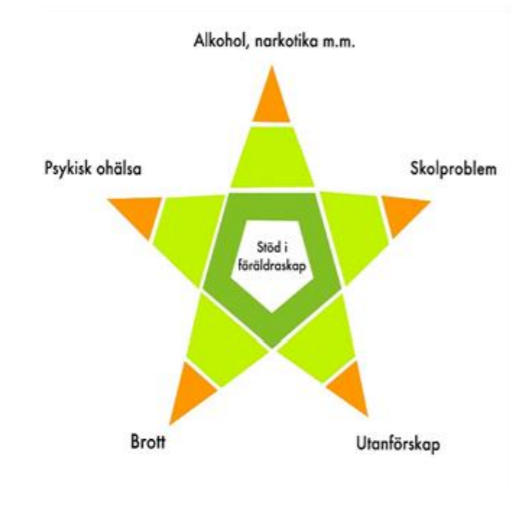 Alkohol, narkotika m.m.
Psykisk ohälsa
Skolproblem
Stöd i
föräldraskap
Brott
Utanförskap